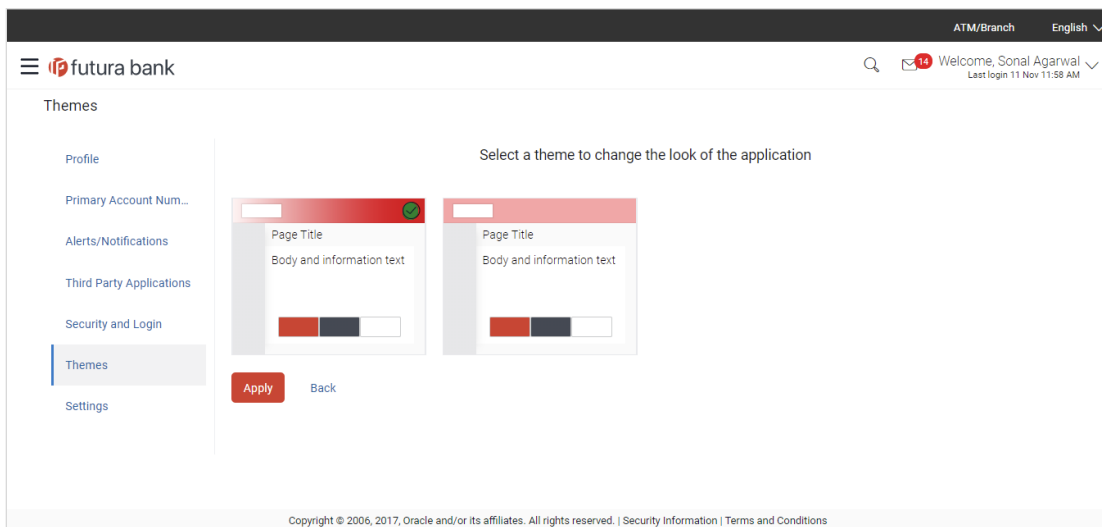 ATM/Branch English
futura bank
14 Welcome, Sonal Agarwal
Last login 11 Nov 11:58 AM
Themes
Profile
Primary Account Num...
Alerts/Notifications
Third Party Applications
Security and Login
Themes
Settings
Select a theme to change the look of the application
Page Title
Body and information text
Page Title
Body and information text
Apply Back
Copyright © 2006, 2017, Oracle and/or its affiliates. All rights reserved. | Security Information | Terms and Conditions